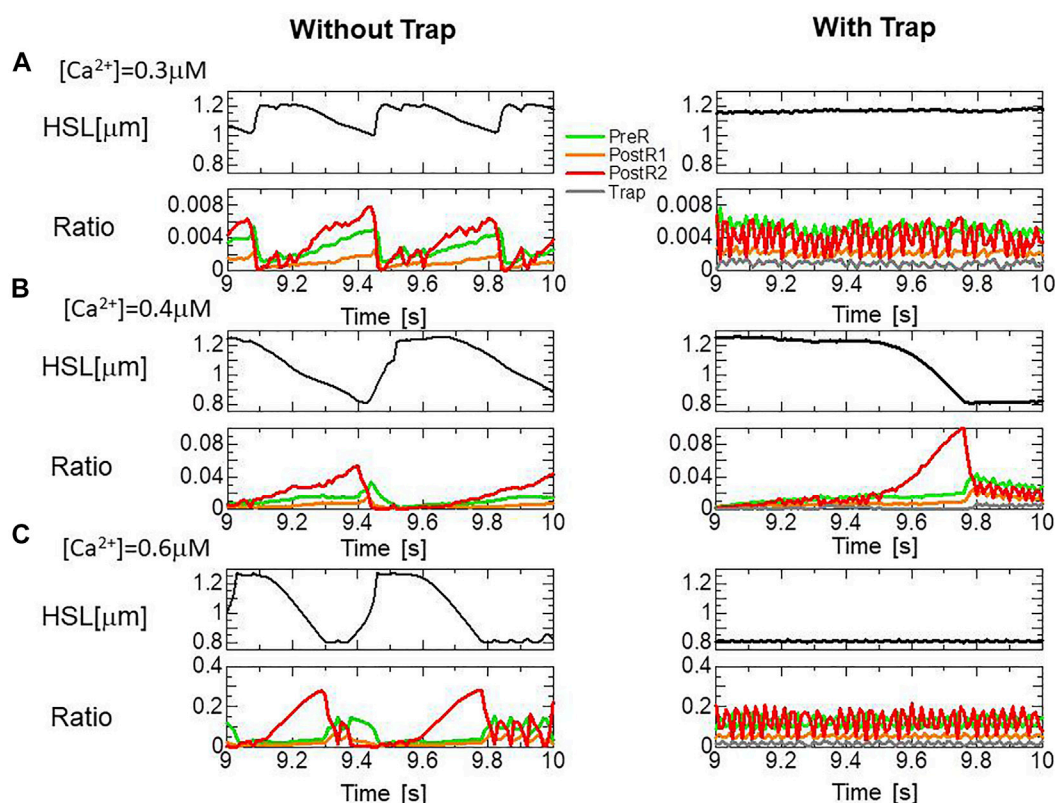 Without Trap
With Trap
A
[Ca²⁺]=0.3μM
HSL[μm]
1.2
1
0.8
1.2
1
0.8
PreR
PostR1
PostR2
Trap
Ratio
0.008
0.004
0
0.008
0.004
0
9 9.2 9.4 9.6 9.8 10
9 9.2 9.4 9.6 9.8 10
Time [s]
Time [s]
B
[Ca²⁺]=0.4μM
HSL[μm]
1.2
1
0.8
1.2
1
0.8
Ratio
0.08
0.04
0
0.08
0.04
0
9 9.2 9.4 9.6 9.8 10
9 9.2 9.4 9.6 9.8 10
Time [s]
Time [s]
C
[Ca²⁺]=0.6μM
HSL[μm]
1.2
1
0.8
1.2
1
0.8
Ratio
0.4
0.2
0
0.4
0.3
0.2
0.1
0
9 9.2 9.4 9.6 9.8 10
9 9.2 9.4 9.6 9.8 10
Time [s]
Time [s]